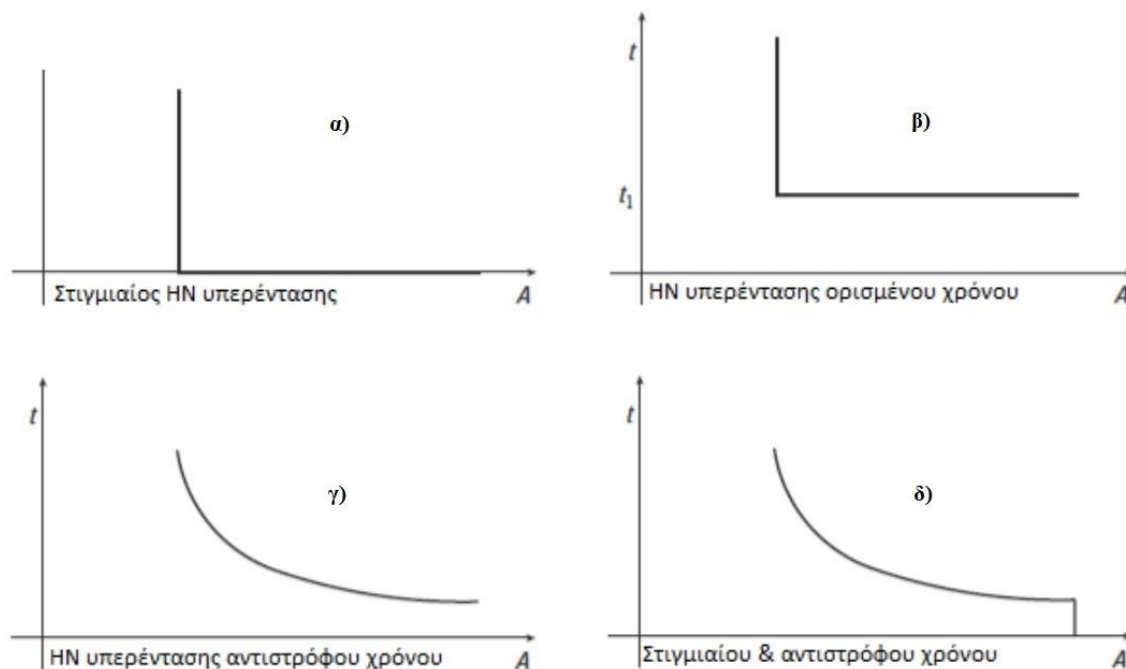 α)
Στιγμιαίος ΗΝ υπερέντασης A
t
β)
t1
ΗΝ υπερέντασης ορισμένου χρόνου A
t
γ)
ΗΝ υπερέντασης αντιστρόφου χρόνου A
t
δ)
Στιγμιαίου & αντιστρόφου χρόνου A